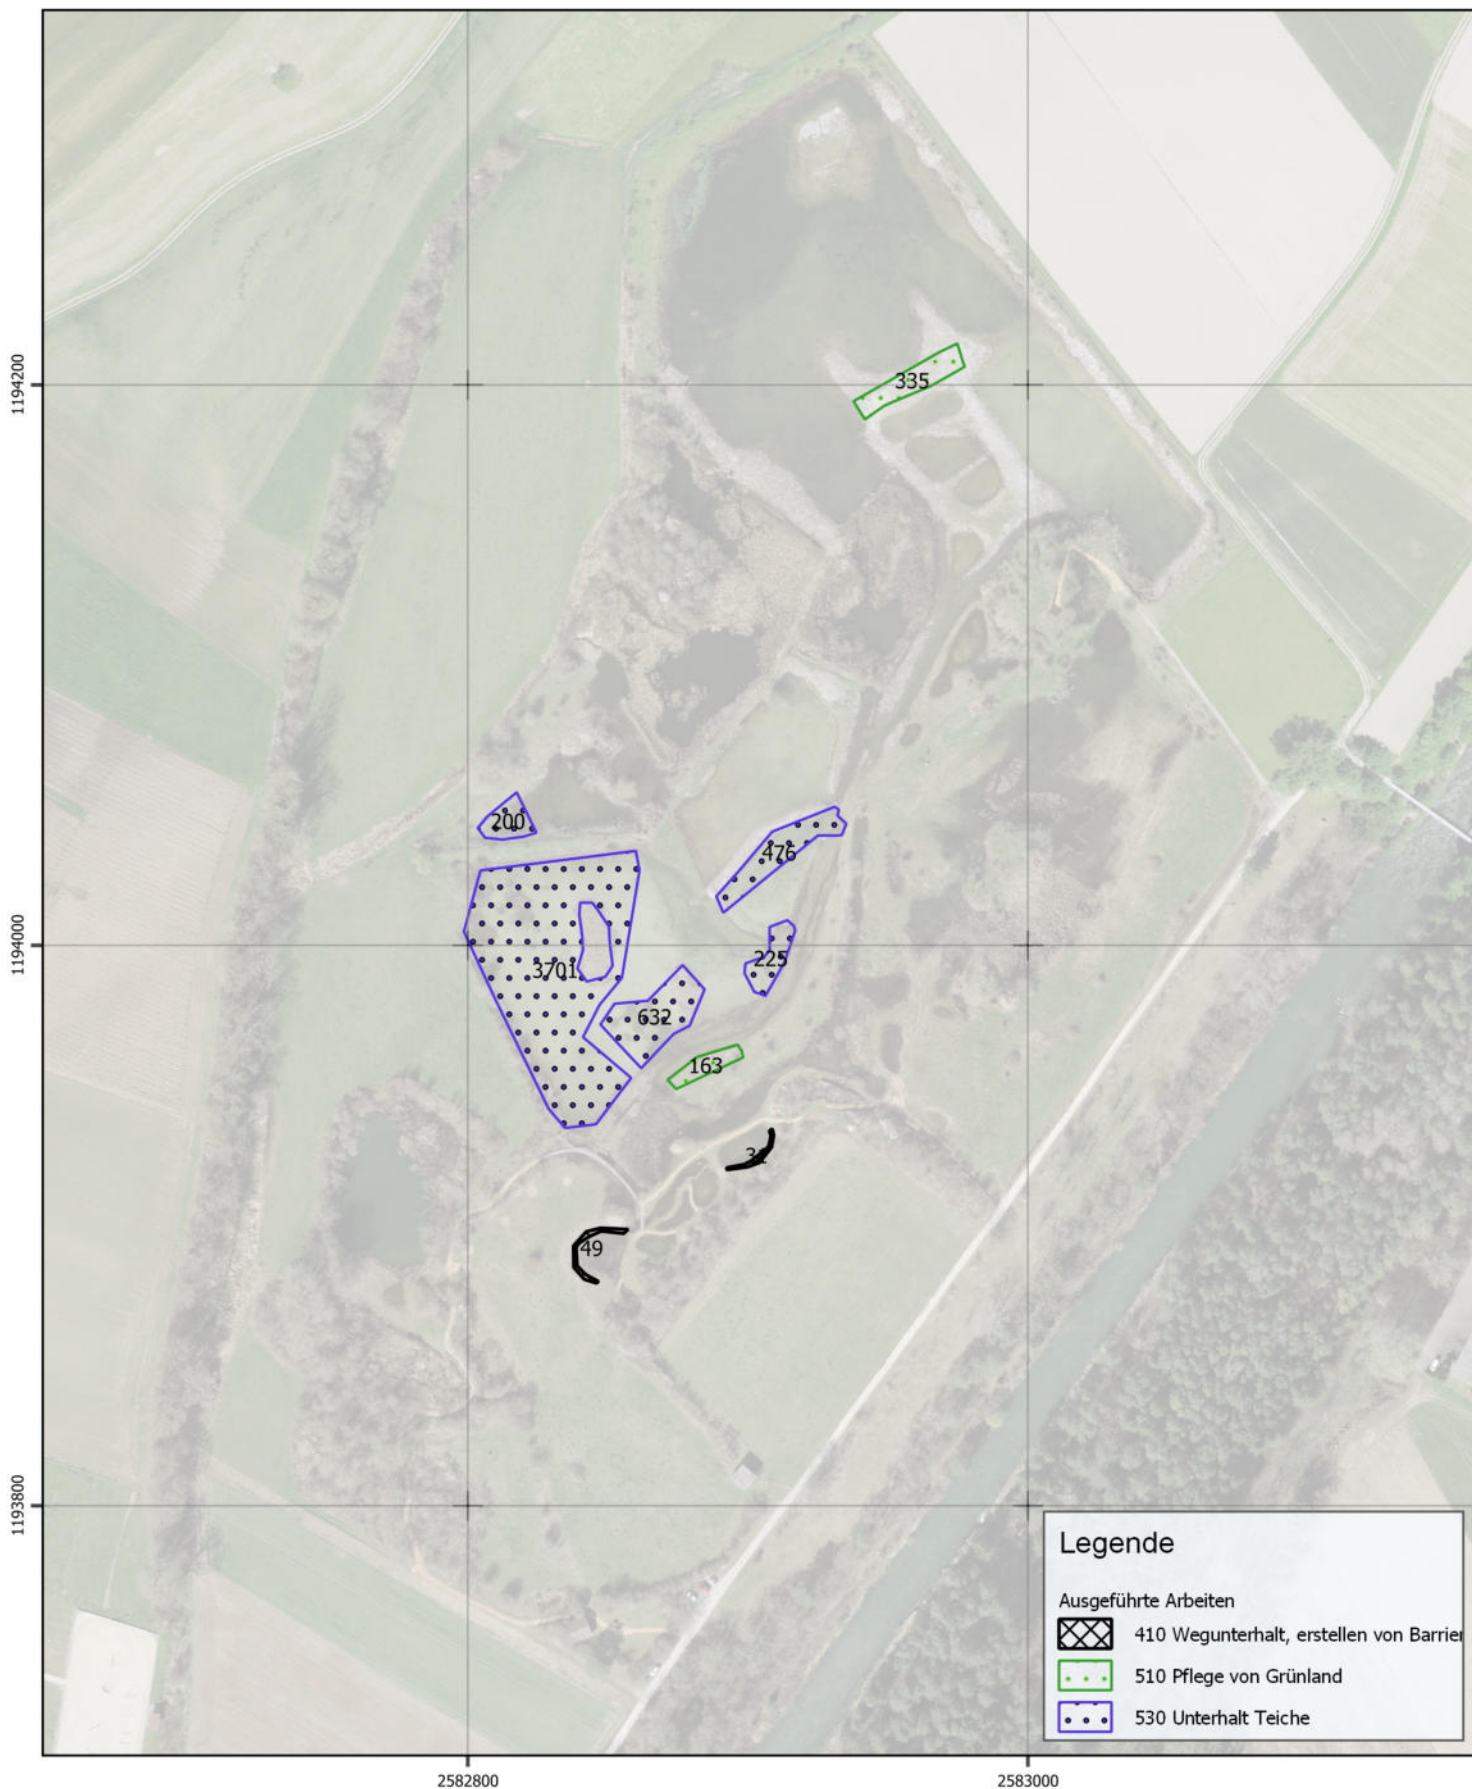 1194200
335
200
476
1194000
225
3701
632
163
49
1193800
Legende
Ausgeführte Arbeiten
410 Wegunterhalt, erstellen von Barrier
510 Pflege von Grünland
530 Unterhalt Teiche
2582800
2583000